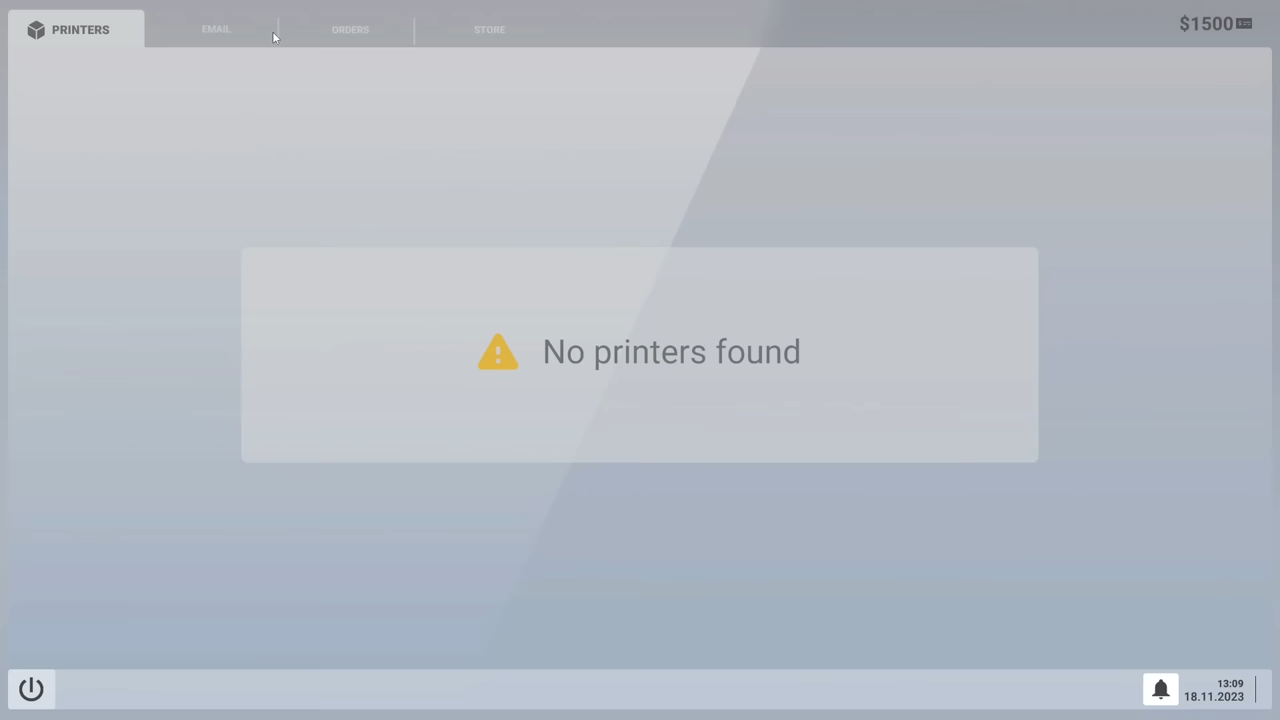 PRINTERS
EMAIL
ORDERS
STORE
$1500
No printers found
13:09
18.11.2023